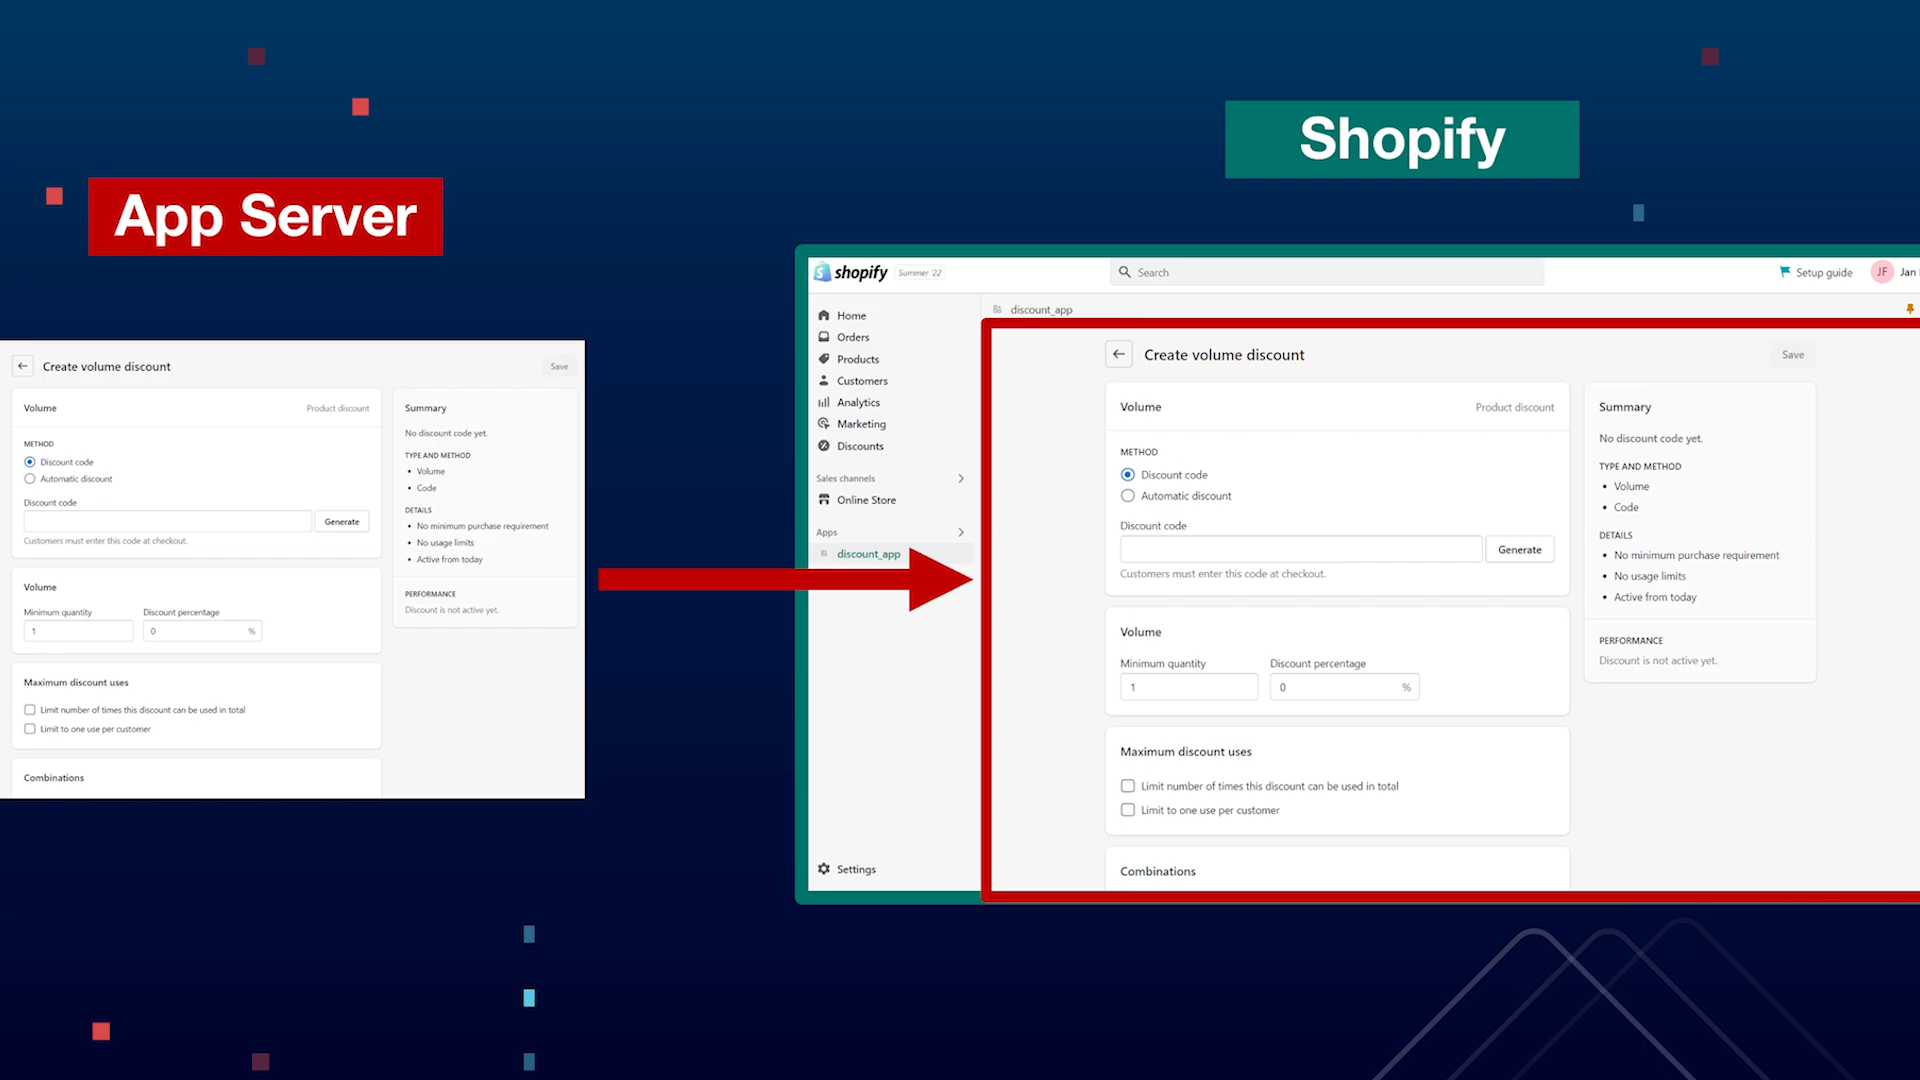 App Server
Create volume discount
Save
Volume
Product discount
METHOD
Discount code
Automatic discount
Discount code
Generate
Customers must enter this code at checkout.
Volume
Minimum quantity
Discount percentage
1
0
%
Maximum discount uses
Limit number of times this discount can be used in total
Limit to one use per customer
Combinations
Summary
No discount code yet.
TYPE AND METHOD
• Volume
• Code
DETAILS
• No minimum purchase requirement
• No usage limits
• Active from today
PERFORMANCE
Discount is not active yet.
Shopify
shopify
Summer '22
Search
Setup guide
JF
Jan
Home
Orders
Products
Customers
Analytics
Marketing
Discounts
Sales channels
Online Store
Apps
discount_app
Settings
discount_app
Create volume discount
Save
Volume
Product discount
METHOD
Discount code
Automatic discount
Discount code
Generate
Customers must enter this code at checkout.
Volume
Minimum quantity
Discount percentage
1
0
%
Maximum discount uses
Limit number of times this discount can be used in total
Limit to one use per customer
Combinations
Summary
No discount code yet.
TYPE AND METHOD
• Volume
• Code
DETAILS
• No minimum purchase requirement
• No usage limits
• Active from today
PERFORMANCE
Discount is not active yet.